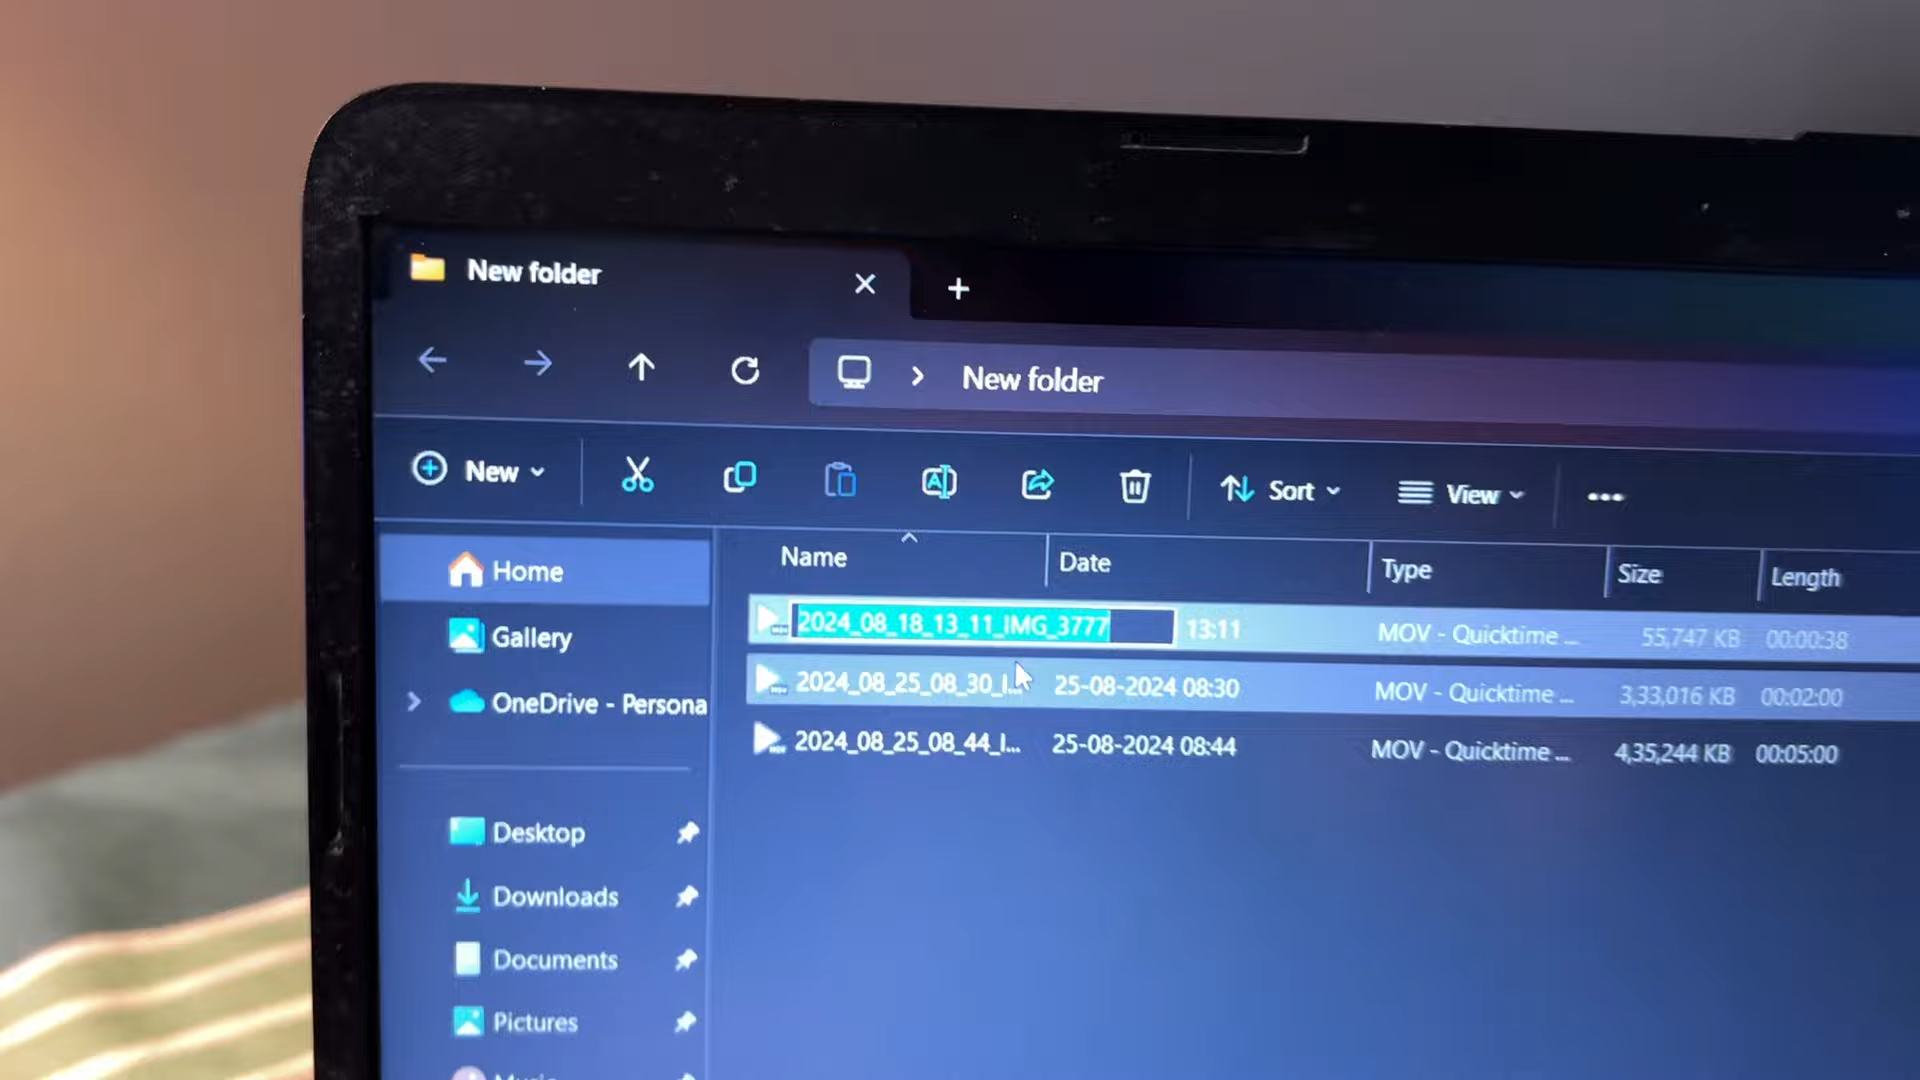 New folder
New folder
New
Sort
View
Name
Date
Type
Size
Length
2024_08_18_13_11_IMG_3777 13:11 MOV - Quicktime ... 55,747 KB 00:00:38
2024_08_25_08_30_I... 25-08-2024 08:30 MOV - Quicktime ... 3,33,016 KB 00:02:00
2024_08_25_08_44_I... 25-08-2024 08:44 MOV - Quicktime ... 4,35,244 KB 00:05:00
Home
Gallery
OneDrive - Persona
Desktop
Downloads
Documents
Pictures